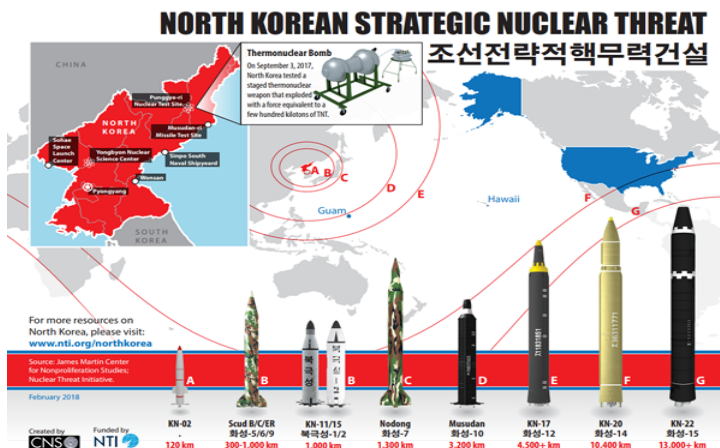 NORTH KOREAN STRATEGIC NUCLEAR THREAT
조선전략적핵무력건설
CHINA
Thermonuclear Bomb
On September 3, 2017,
North Korea tested a
staged thermonuclear
weapon that exploded
with a force equivalent to a
few hundred kilotons of TNT.
Punggye-ri
Nuclear Test Site
NORTH
KOREA
Musudan-ri
Missile Test Site
Sohae
Space
Launch
Center
Yongbyon Nuclear
Science Center
Sinpo South
Naval Shipyeard
Wonsan
Pyongyang
SOUTH
KOREA
A
B
C
D
E
F
G
Guam
Hawaii
For more resources on
North Korea, please visit:
www.nti.org/northkorea
Source: James Martin Center
for Nonproliferation Studies;
Nuclear Threat Initiative.
February 2018
Created by
CNS
Funded by
NTI
북극성
A
B
B
C
D
E
F
G
KN-02
120 km
Scud B/C/ER
화성-5/6/9
300-1,000 km
KN-11/15
북극성-1/2
1,000 km
Nodong
화성-7
1,300 km
Musudan
화성-10
3,200 km
KN-17
화성-12
4,500+ km
KN-20
화성-14
10,400 km
KN-22
화성-15
13,000+ km